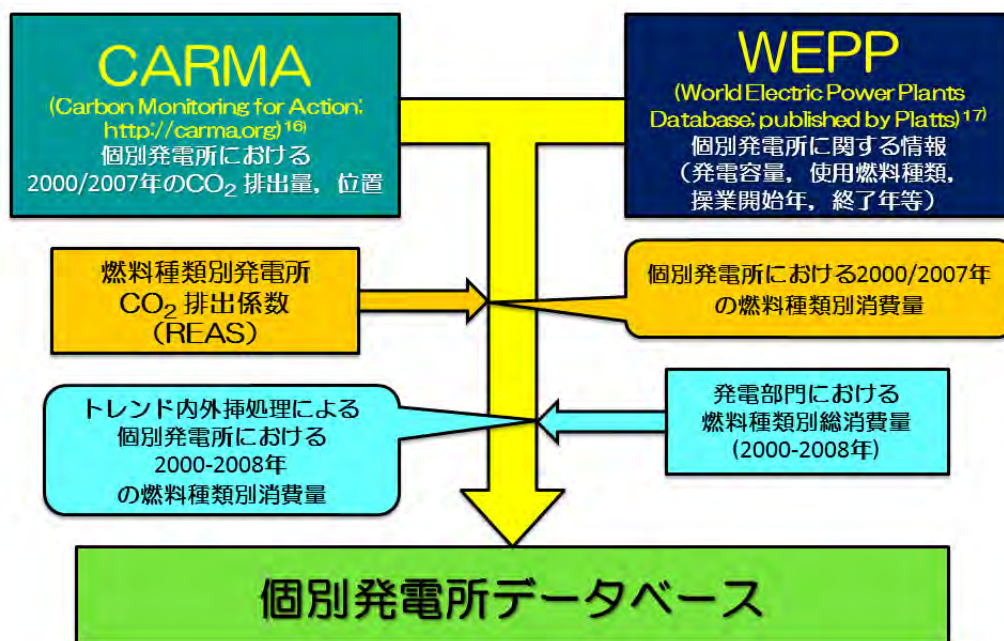 CARMA
(Carbon Monitoring for Action;
http://carma.org)16)
個別発電所における
2000/2007年のCO2 排出量，位置
WEPP
(World Electric Power Plants
Database; published by Platts)17)
個別発電所に関する情報
（発電容量，使用燃料種類，
操業開始年，終了年等）
燃料種類別発電所
CO2 排出係数
（REAS）
個別発電所における2000/2007年
の燃料種類別消費量
トレンド内外挿処理による
個別発電所における
2000-2008年
の燃料種類別消費量
発電部門における
燃料種類別総消費量
(2000-2008年)
個別発電所データベース